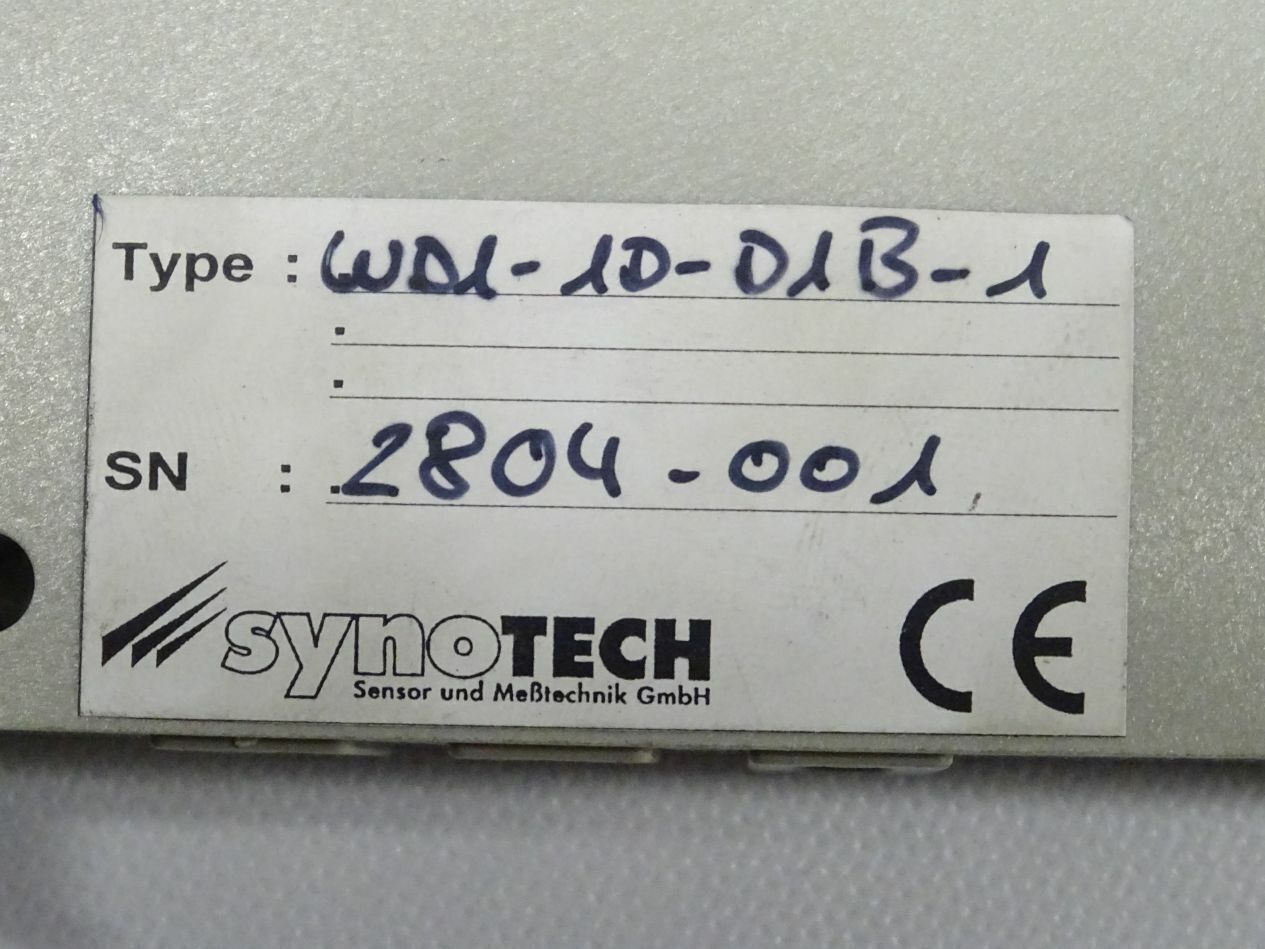 Type : WD1-1D-D1B-1
.
.
SN : .2804-001
synoTECH
Sensor und Meßtechnik GmbH
CE